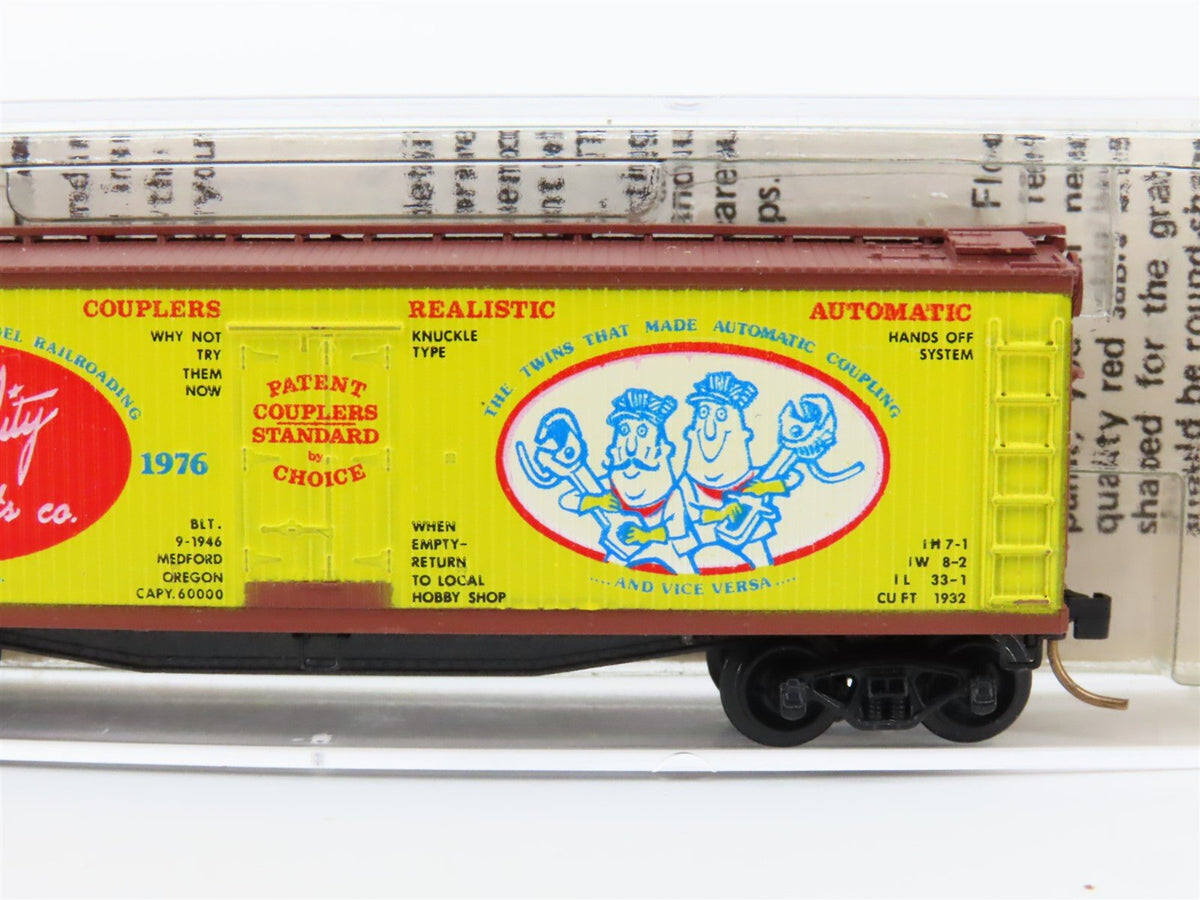 COUPLERS
REALISTIC
AUTOMATIC
RAILROADING
WHY NOT
TRY
THEM
NOW
KNUCKLE
TYPE
THE TWINS THAT MADE AUTOMATIC COUPLING
HANDS OFF
SYSTEM
PATENT
COUPLERS
STANDARD
by
CHOICE
1976
co.
BLT.
9-1946
MEDFORD
OREGON
CAPY. 60000
WHEN
EMPTY-
RETURN
TO LOCAL
HOBBY SHOP
....AND VICE VERSA....
IH 7-1
IW 8-2
IL 33-1
CU FT 1932
ps.
quality red
shaped for the